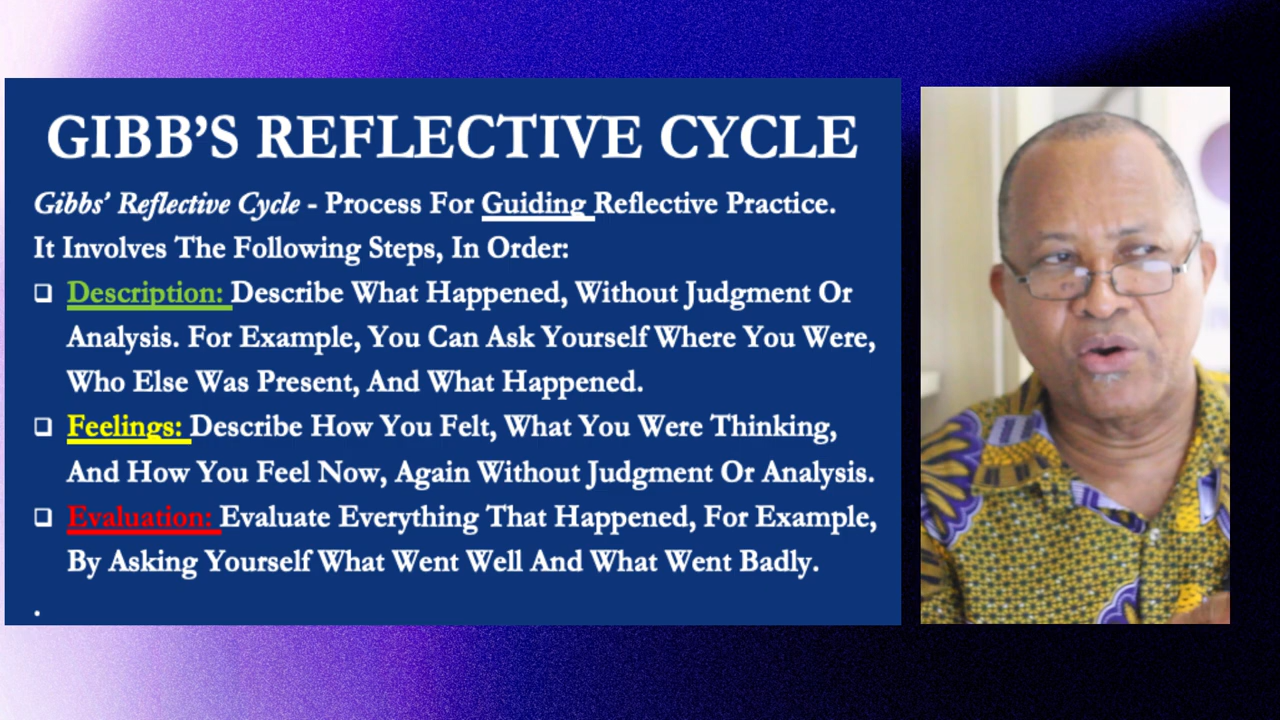 GIBB'S REFLECTIVE CYCLE
Gibbs' Reflective Cycle - Process For Guiding Reflective Practice.
It Involves The Following Steps, In Order:
❑ Description: Describe What Happened, Without Judgment Or
Analysis. For Example, You Can Ask Yourself Where You Were,
Who Else Was Present, And What Happened.
❑ Feelings: Describe How You Felt, What You Were Thinking,
And How You Feel Now, Again Without Judgment Or Analysis.
❑ Evaluation: Evaluate Everything That Happened, For Example,
By Asking Yourself What Went Well And What Went Badly.
.